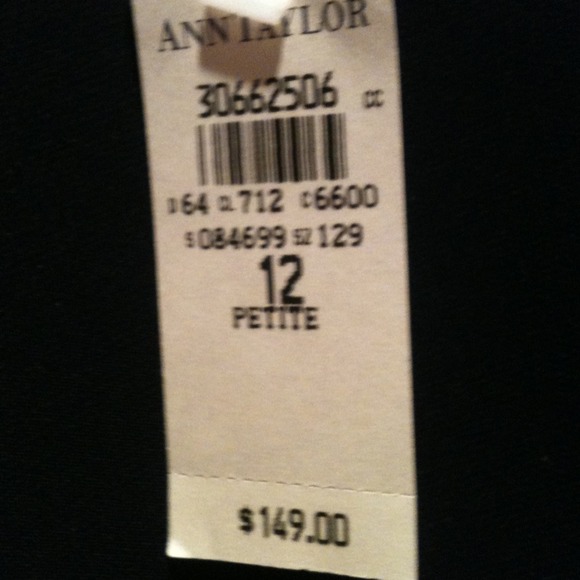 ANN TAYLOR
30662506 CC
D 64 CL 712 C 6600
S 084699 SZ 129
12
PETITE
$149.00